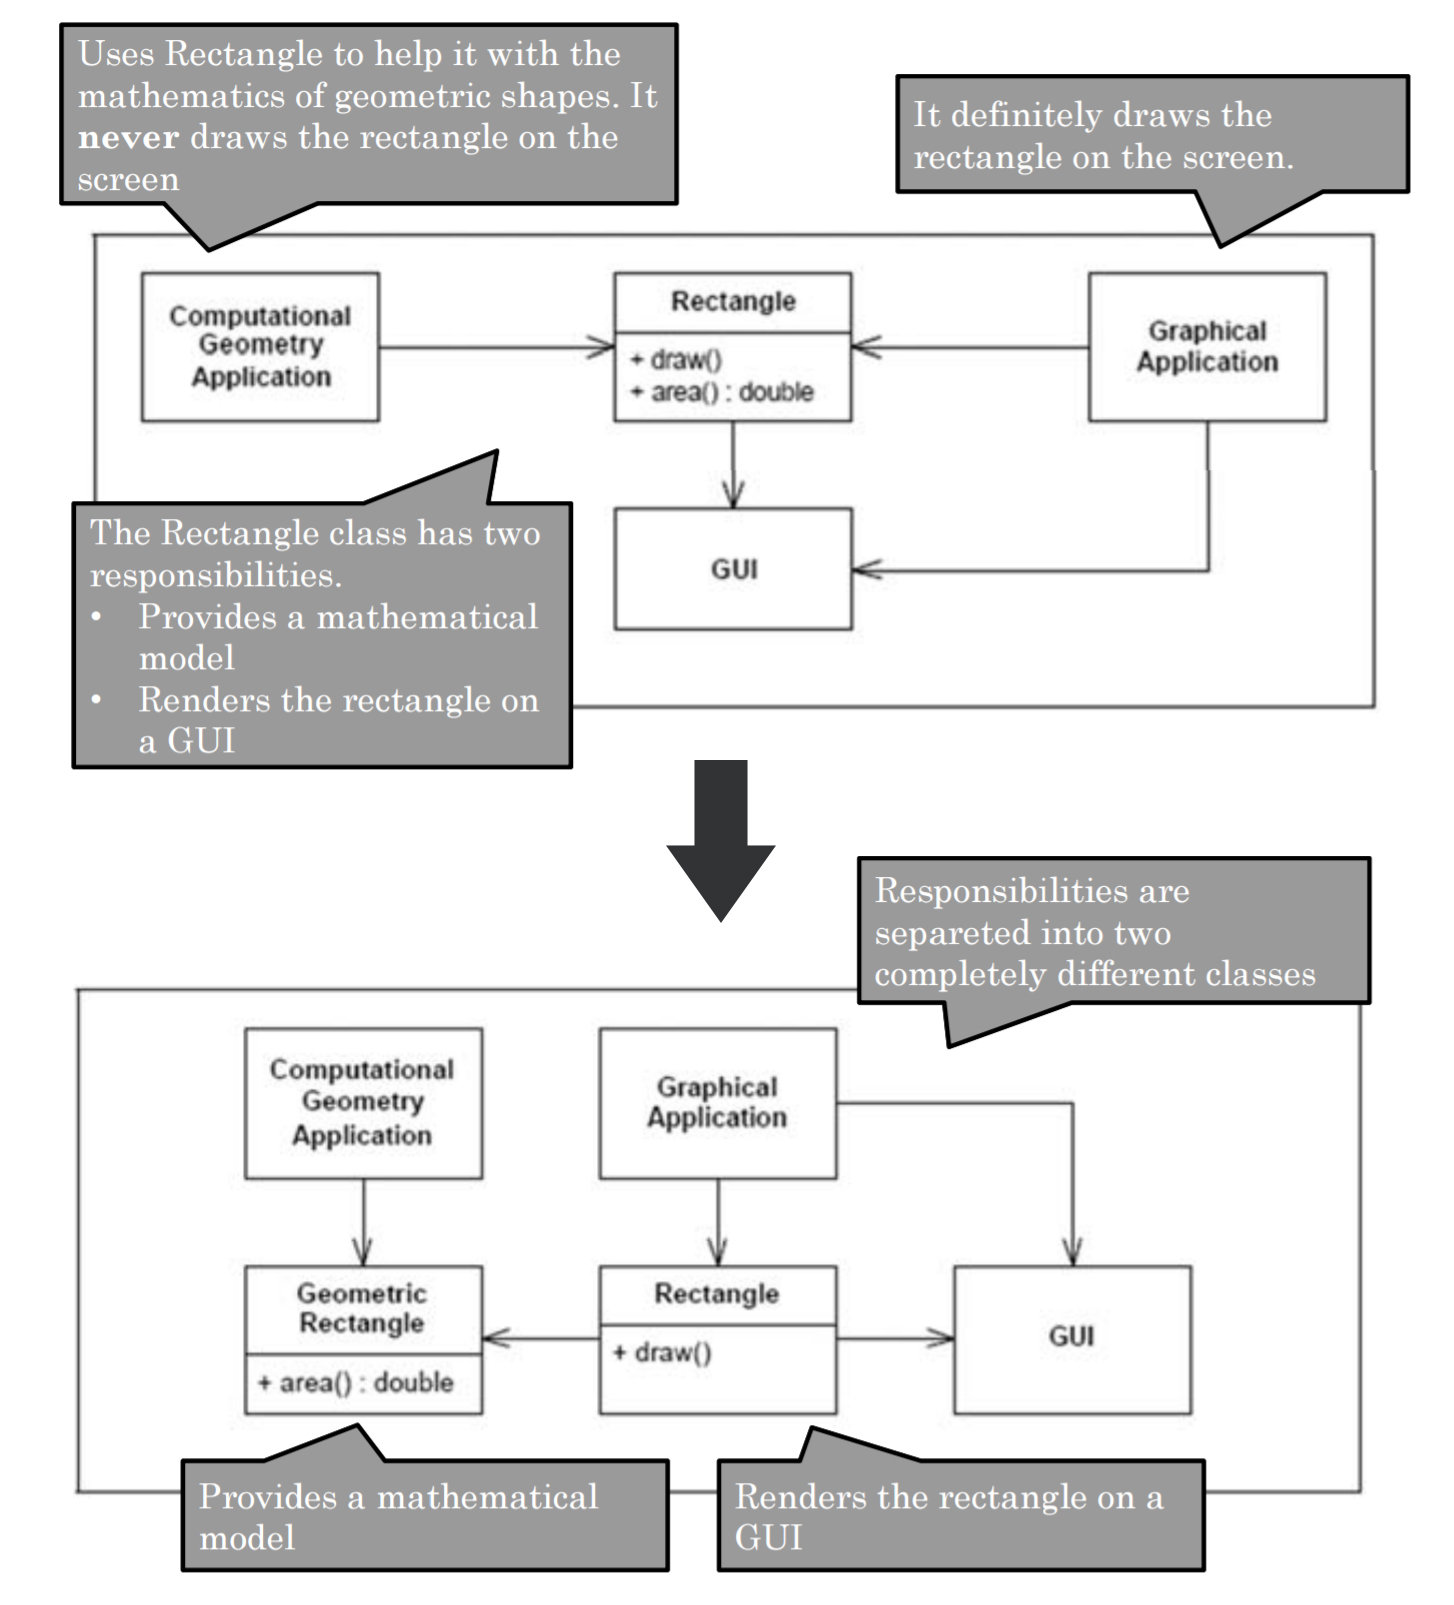 Uses Rectangle to help it with the
mathematics of geometric shapes. It
never draws the rectangle on the
screen
It definitely draws the
rectangle on the screen.
Computational
Geometry
Application
Rectangle
+ draw()
+ area() : double
Graphical
Application
GUI
The Rectangle class has two
responsibilities.
• Provides a mathematical
model
• Renders the rectangle on
a GUI
Responsibilities are
separeted into two
completely different classes
Computational
Geometry
Application
Graphical
Application
Geometric
Rectangle
+ area() : double
Rectangle
+ draw()
GUI
Provides a mathematical
model
Renders the rectangle on a
GUI